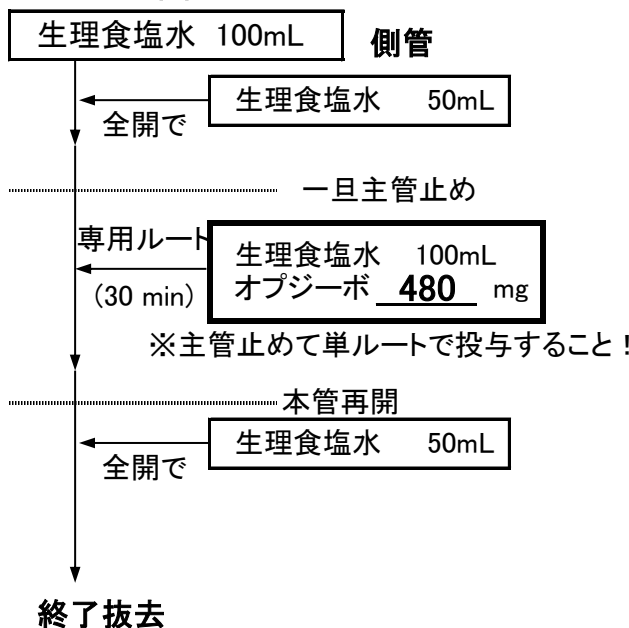 生理食塩水 100mL
側管
生理食塩水 50mL
全開で
一旦主管止め
専用ルート
(30 min)
生理食塩水 100mL
オプジーボ 480 mg
※主管止めて単ルートで投与すること!
本管再開
生理食塩水 50mL
全開で
終了抜去